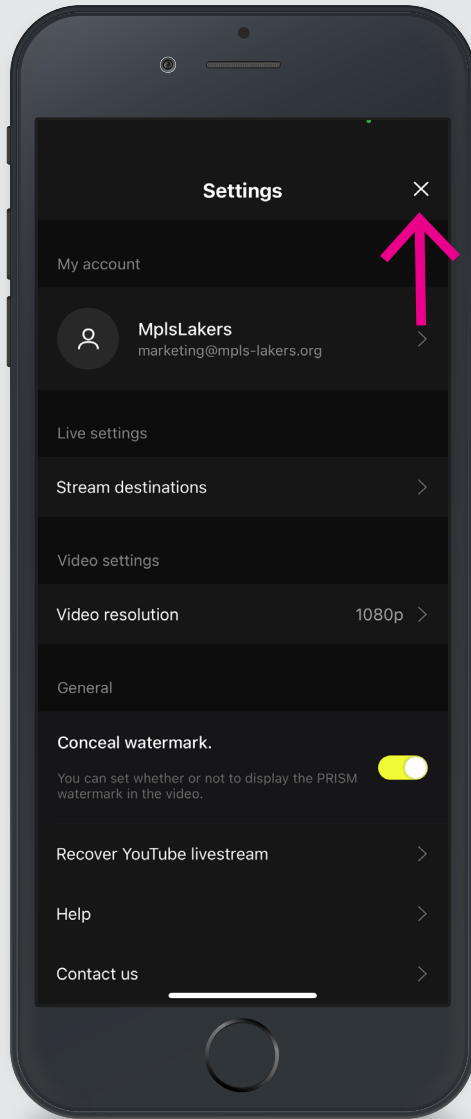 Settings
My account
MplsLakers
marketing@mpls-lakers.org
Live settings
Stream destinations
Video settings
Video resolution 1080p
General
Conceal watermark.
You can set whether or not to display the PRISM
watermark in the video.
Recover YouTube livestream
Help
Contact us